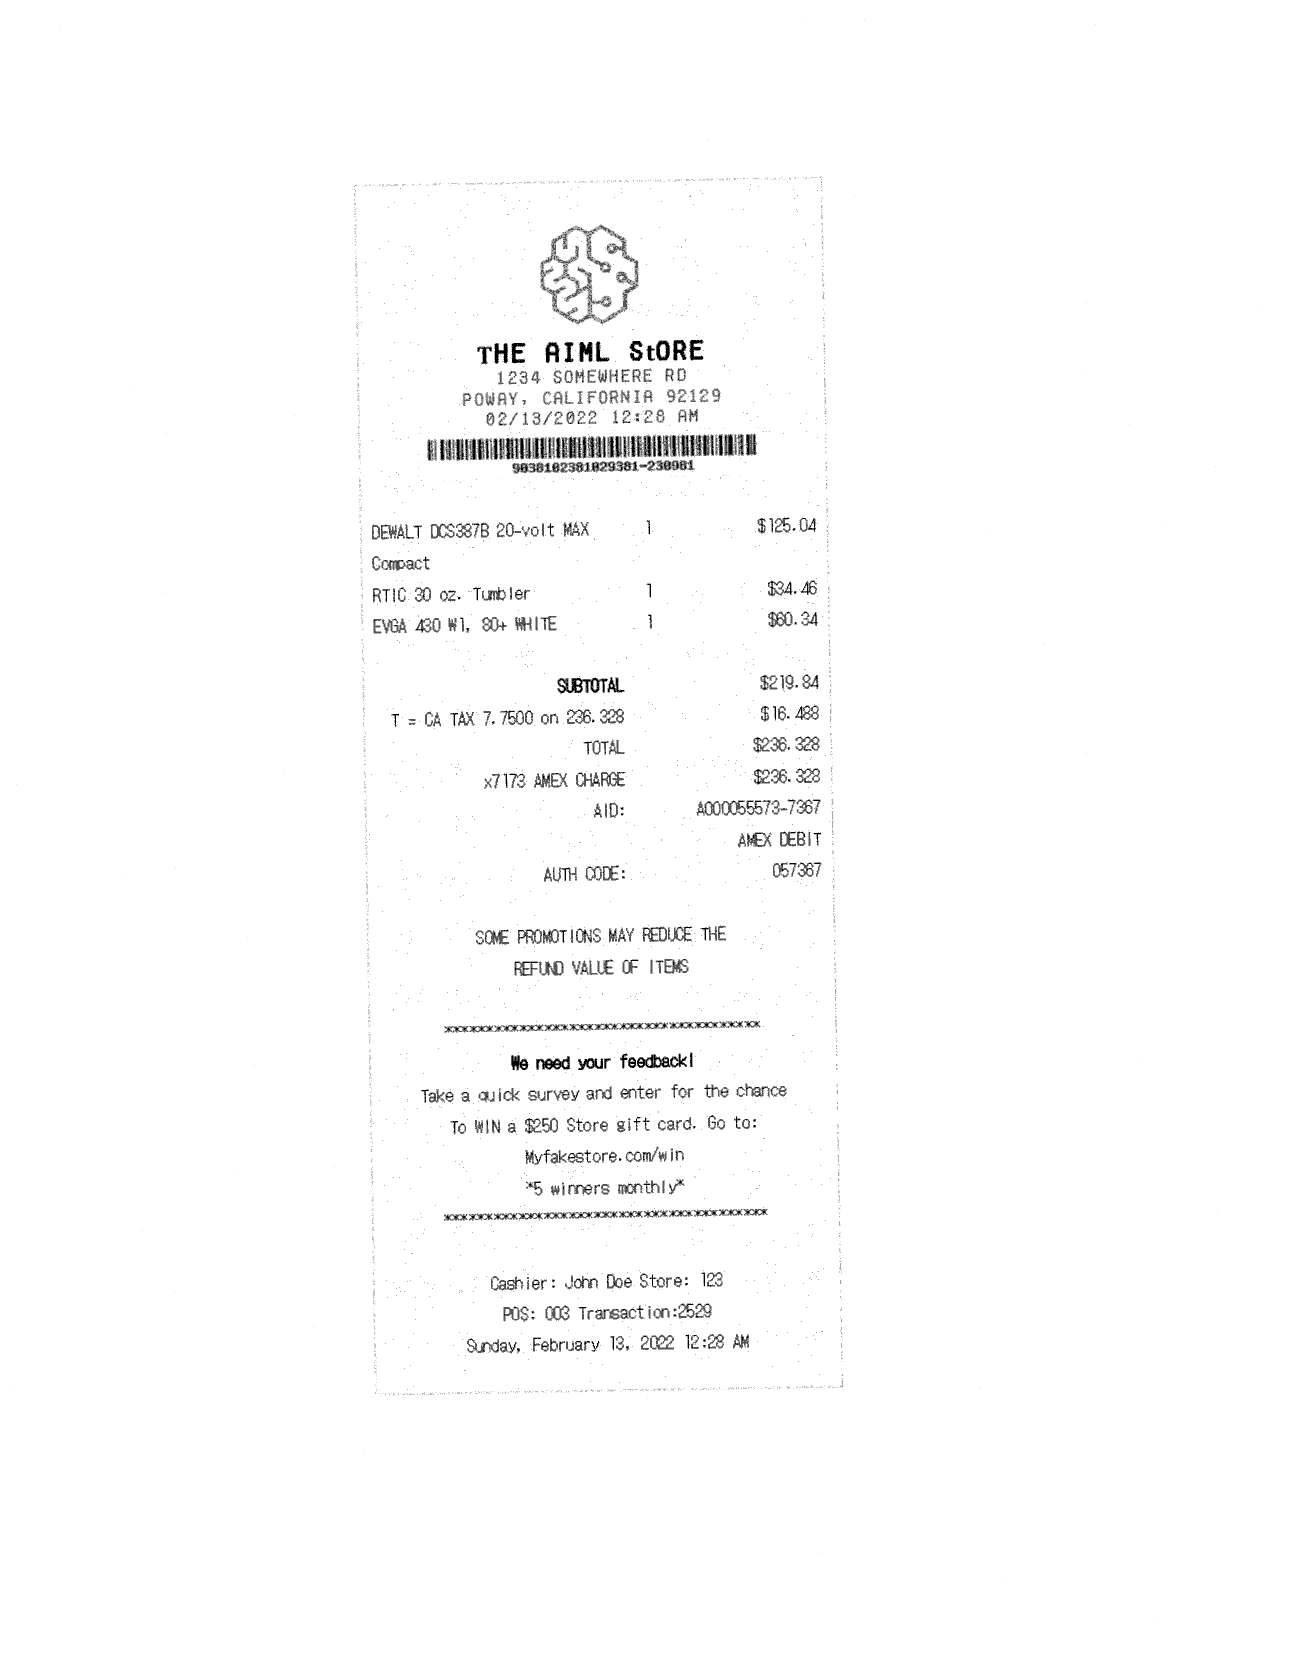 THE AIML StORE
1234 SOMEWHERE RD
POWAY, CALIFORNIA 92129
02/13/2022 12:28 AM
9038102381029381-230981
DEWALT DCS387B 20-volt MAX 1 $125.04
Compact
RTIC 30 oz. Tumbler 1 $34.46
EVGA 430 W1, 80+ WHITE 1 $60.34
SUBTOTAL $219.84
T = CA TAX 7.7500 on 236.328 $16.488
TOTAL $236.328
x7173 AMEX CHARGE $236.328
AID: A000055573-7367
AMEX DEBIT
AUTH CODE: 057367
SOME PROMOTIONS MAY REDUCE THE
REFUND VALUE OF ITEMS
***************************************
We need your feedback!
Take a quick survey and enter for the chance
To WIN a $250 Store gift card. Go to:
Myfakestore.com/win
*5 winners monthly*
****************************************
Cashier: John Doe Store: 123
POS: 003 Transaction:2529
Sunday, February 13, 2022 12:28 AM